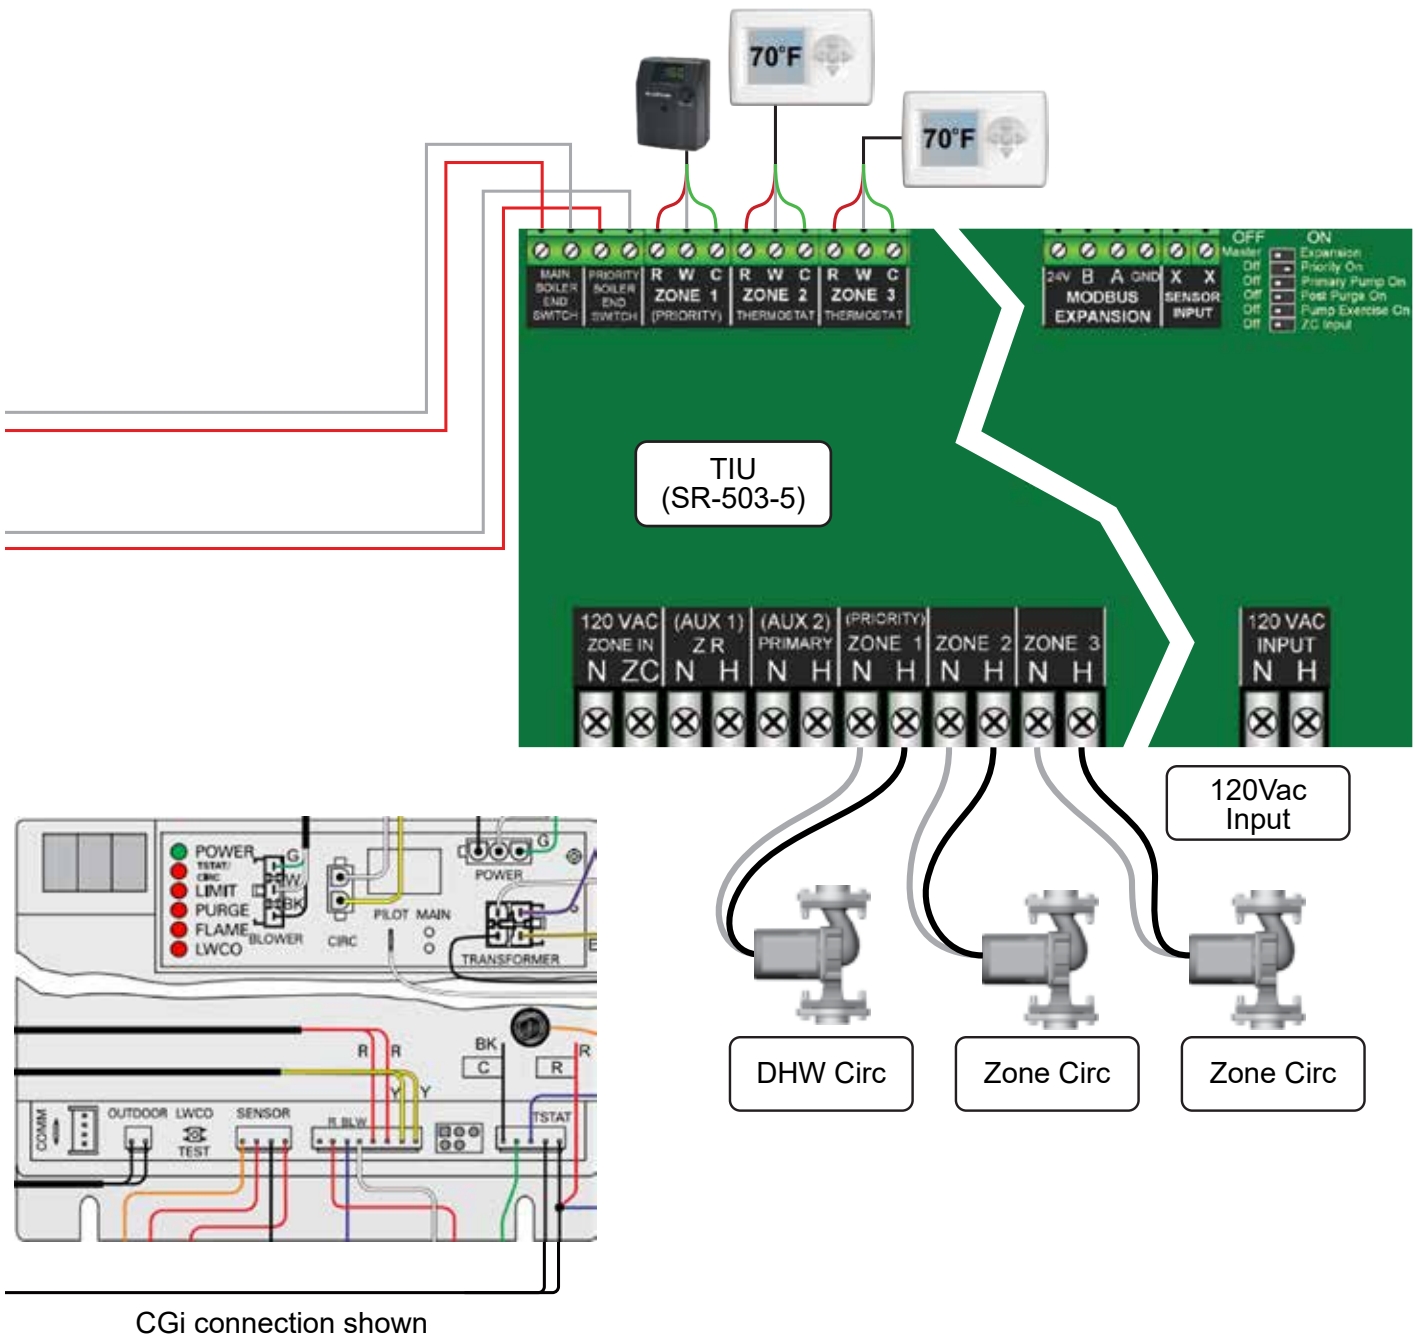 70°F
70°F
MAIN BOILER END SWITCH
PRIORITY BOILER END SWITCH
R W C
ZONE 1
(PRIORITY)
R W C
ZONE 2
THERMOSTAT
R W C
ZONE 3
THERMOSTAT
24V B A GND
MODBUS
EXPANSION
X X
SENSOR
INPUT
OFF ON
Master Expansion
Off Priority On
Off Primary Pump On
Off Post Purge On
Off Pump Exercise On
Off ZC Input
TIU
(SR-503-5)
120 VAC
ZONE IN
N ZC
(AUX 1)
Z R
N H
(AUX 2)
PRIMARY
N H
(PRIORITY)
ZONE 1
N H
ZONE 2
N H
ZONE 3
N H
120 VAC
INPUT
N H
120Vac
Input
DHW Circ
Zone Circ
Zone Circ
POWER
TSTAT/
CIRC
LIMIT
PURGE
FLAME
LWCO
G
W
BK
BLOWER
CIRC
PILOT MAIN
G
POWER
TRANSFORMER
E
R R
Y Y
BK
C
R
R
COMM
OUTDOOR
LWCO
TEST
SENSOR
R BLW
TSTAT
CGi connection shown